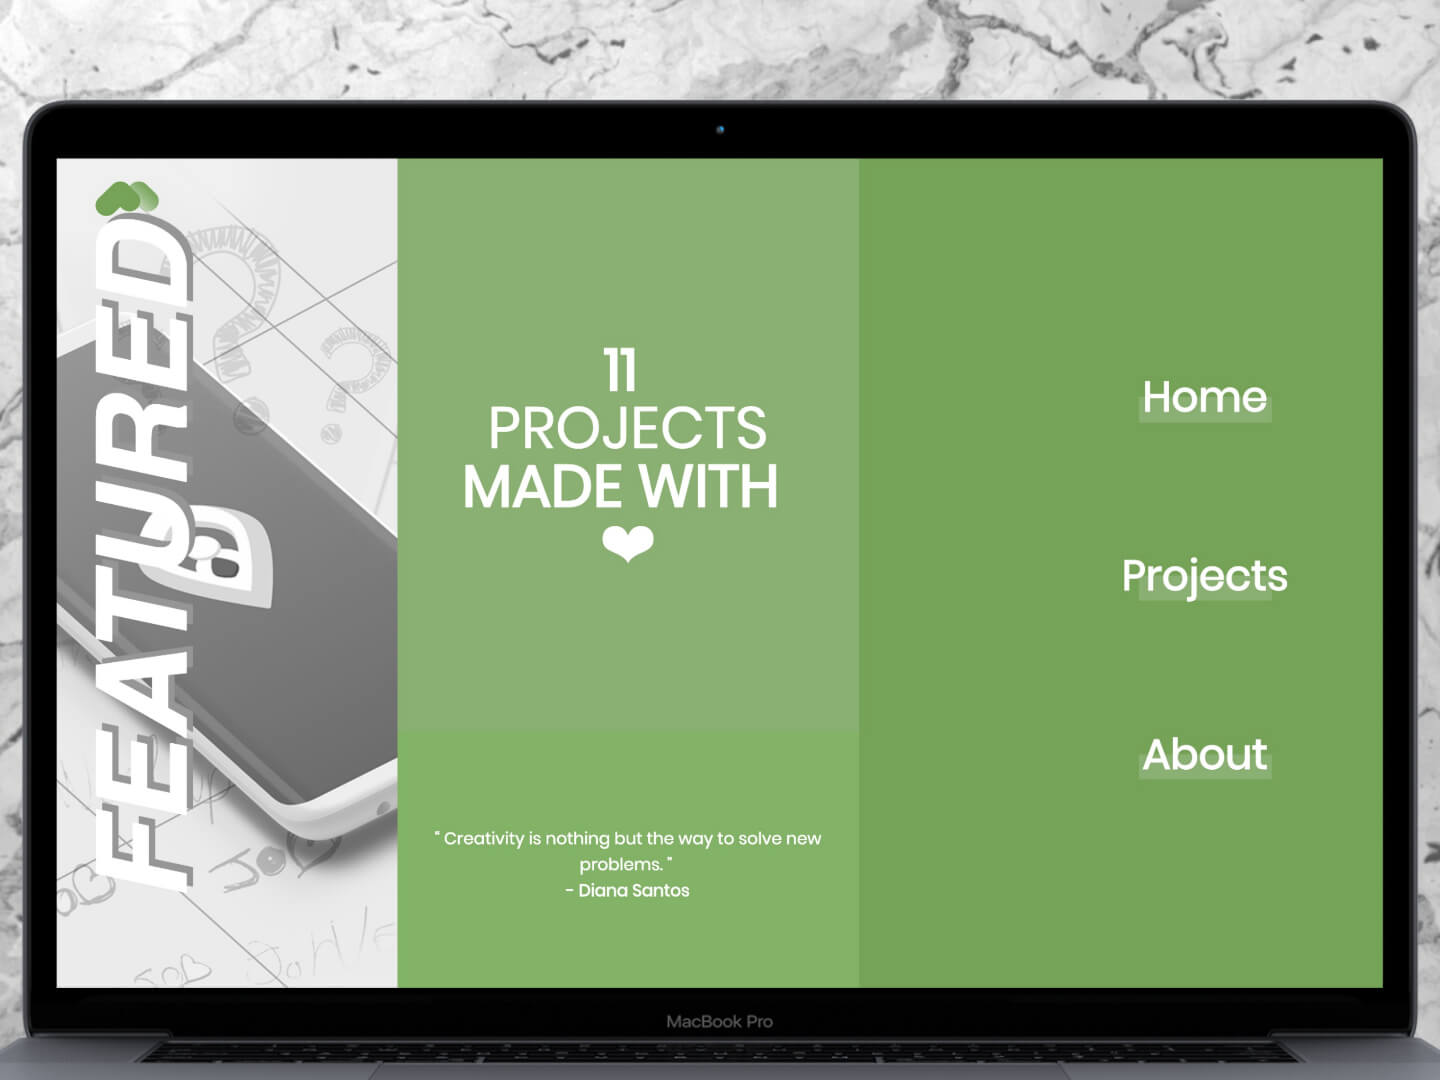 FEATURED
11
PROJECTS
MADE WITH
❤
“ Creativity is nothing but the way to solve new
problems. ”
- Diana Santos
Home
Projects
About
MacBook Pro